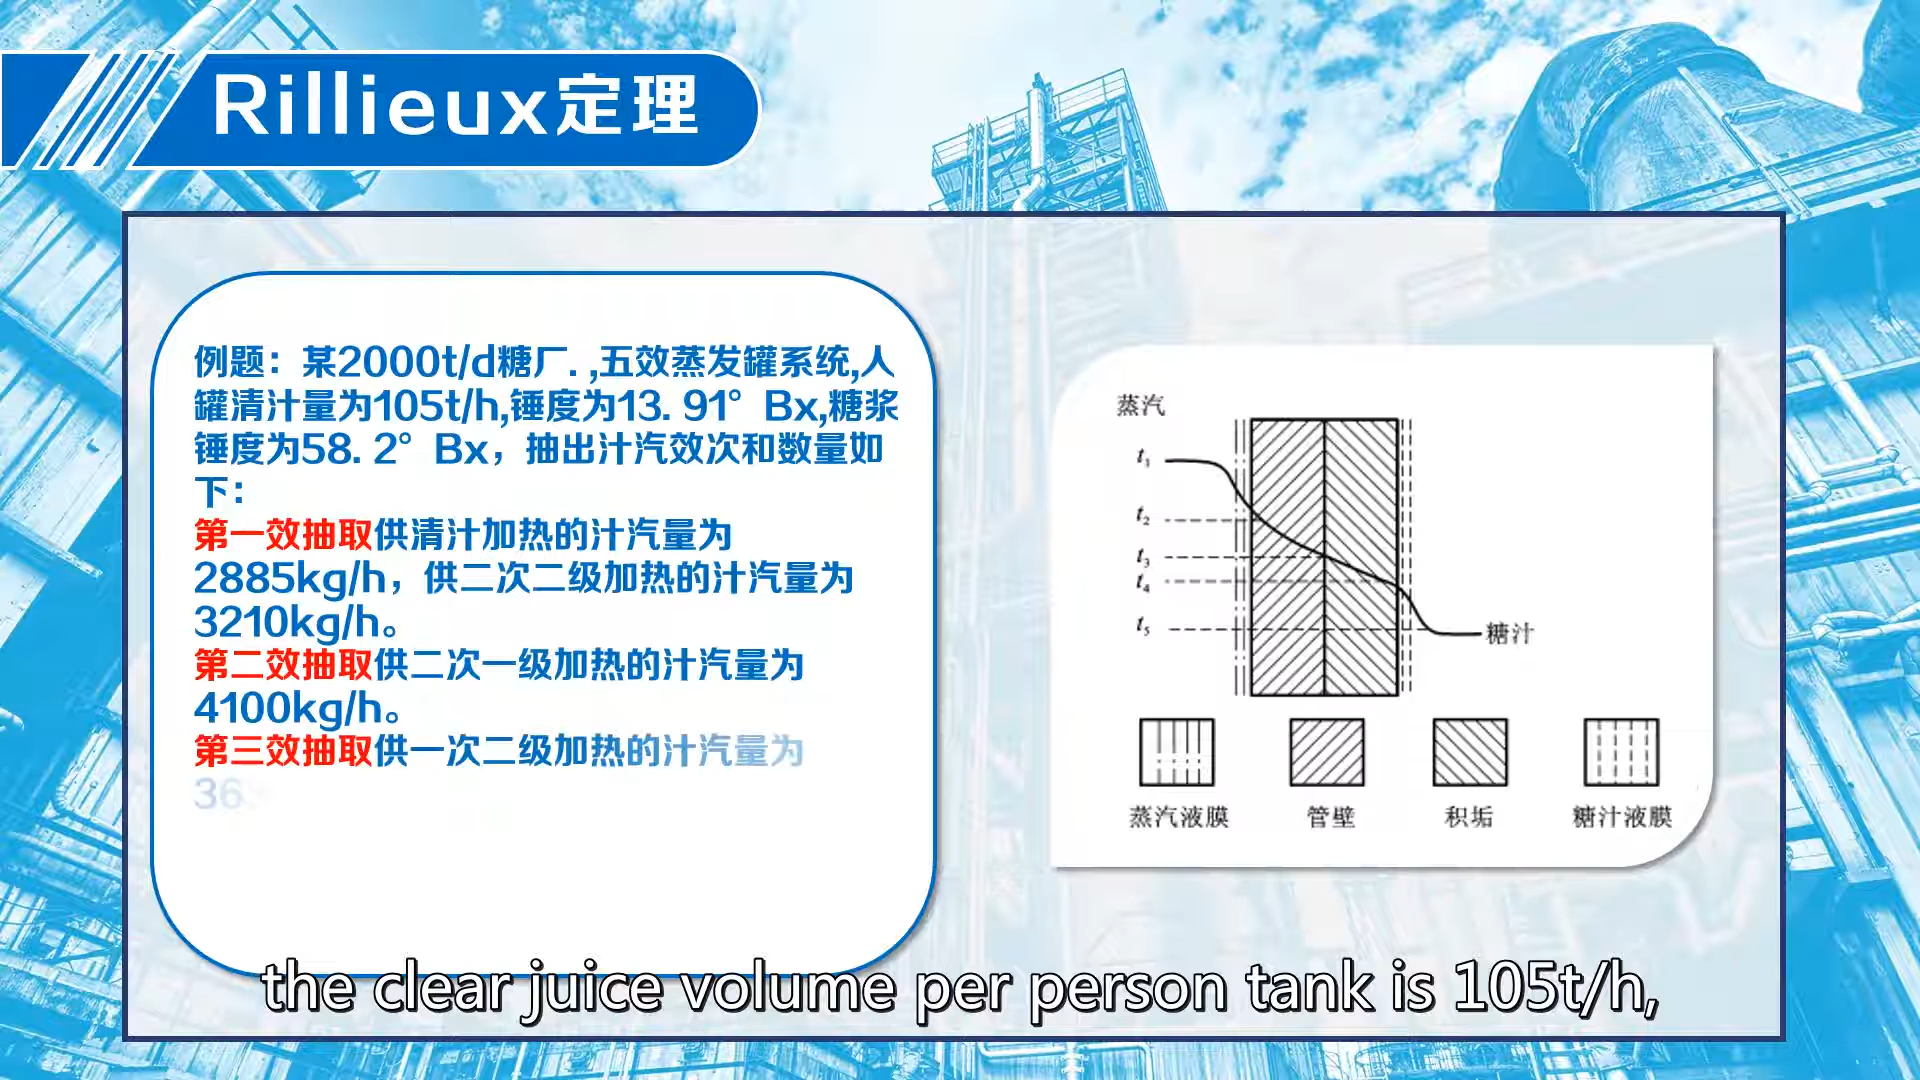 Rillieux定理
例题：某2000t/d糖厂.,五效蒸发罐系统,人
罐清汁量为105t/h,锤度为13.91°Bx,糖浆
锤度为58.2°Bx，抽出汁汽效次和数量如
下：
第一效抽取供清汁加热的汁汽量为
2885kg/h，供二次二级加热的汁汽量为
3210kg/h。
第二效抽取供二次一级加热的汁汽量为
4100kg/h。
第三效抽取供一次二级加热的汁汽量为
36
蒸汽
t1
t2
t3
t4
t5
糖汁
蒸汽液膜 管壁 积垢 糖汁液膜
the clear juice volume per person tank is 105t/h,